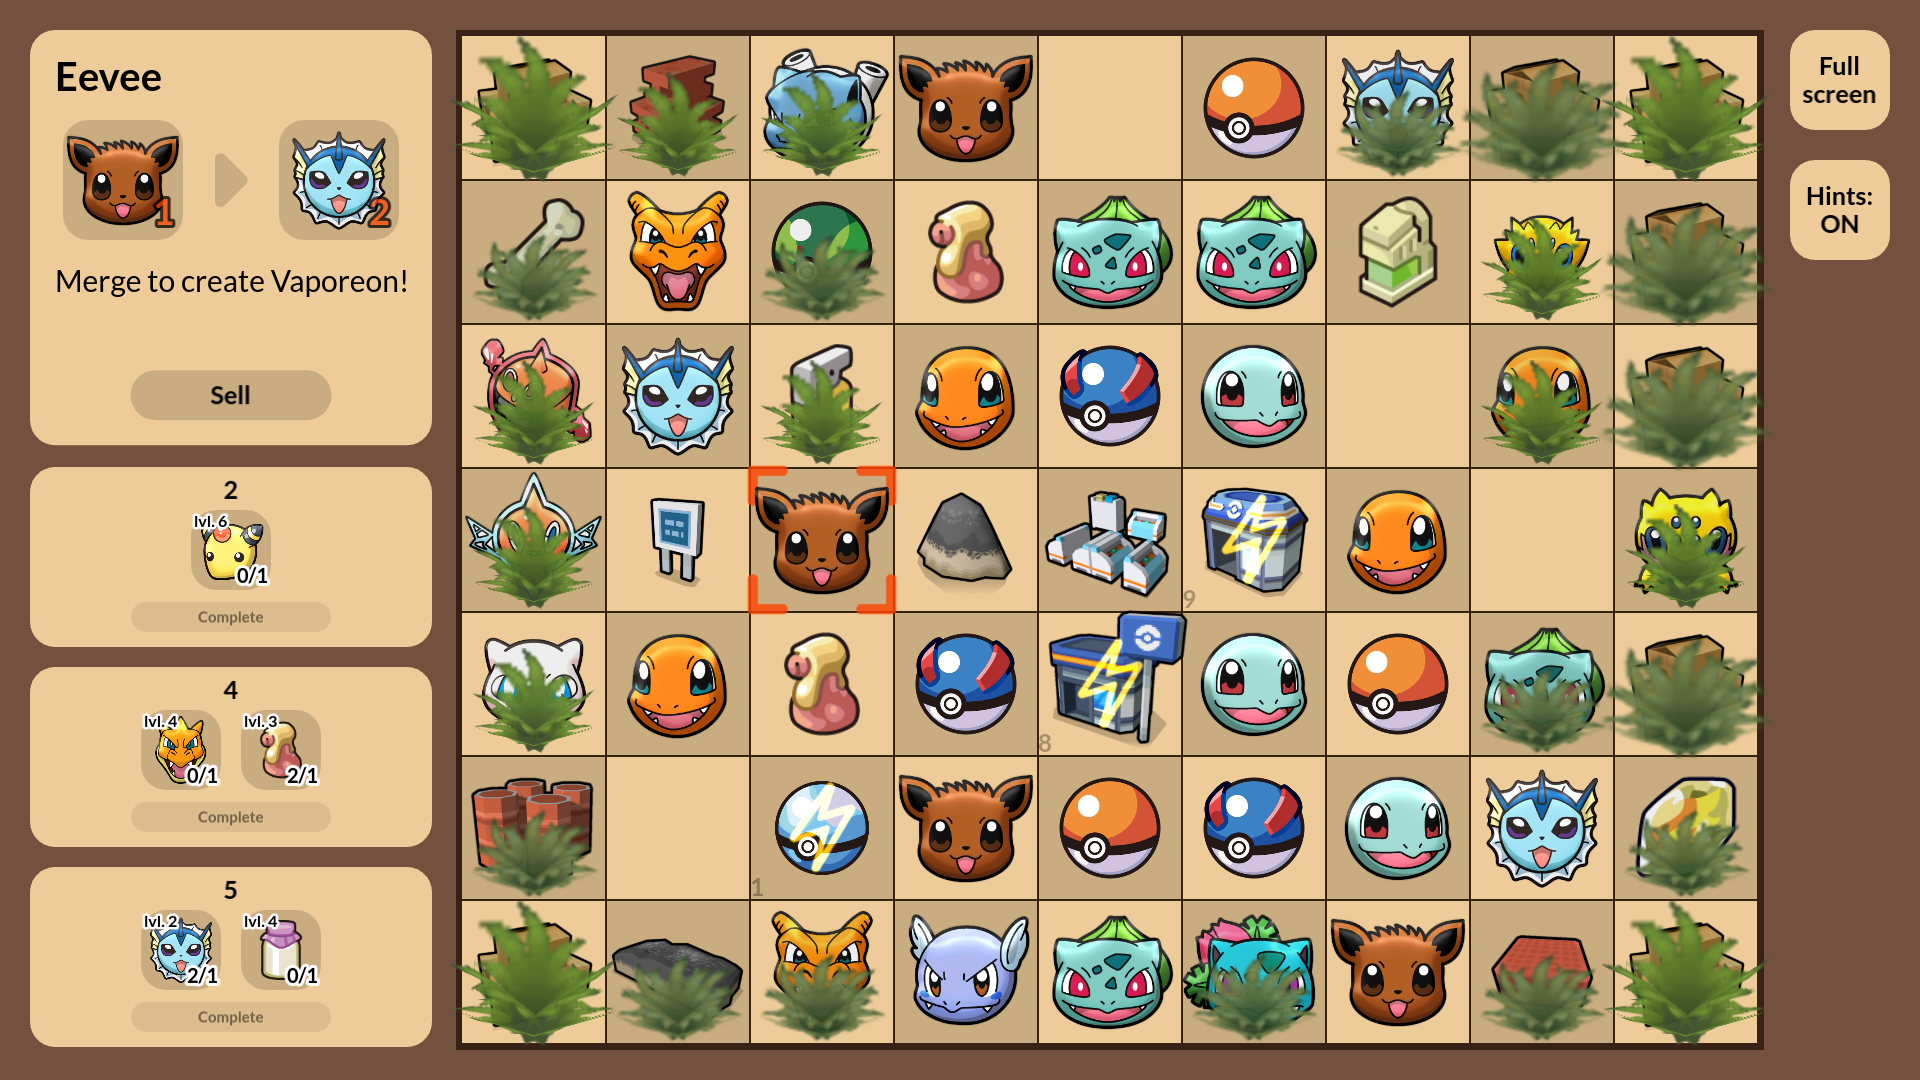 Eevee
1
2
Merge to create Vaporeon!
Sell
2
lvl. 6
0/1
Complete
4
lvl. 4
0/1
lvl. 3
2/1
Complete
5
lvl. 2
2/1
lvl. 4
0/1
Complete
9
8
1
Full
screen
Hints:
ON